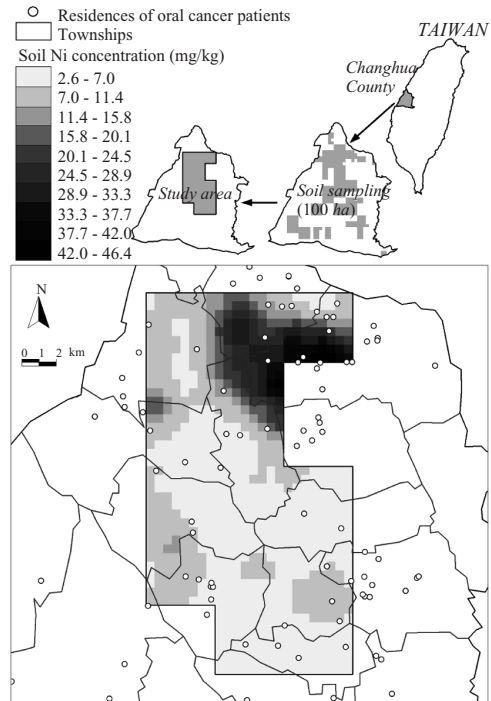 Residences of oral cancer patients
Townships
Soil Ni concentration (mg/kg)
2.6 - 7.0
7.0 - 11.4
11.4 - 15.8
15.8 - 20.1
20.1 - 24.5
24.5 - 28.9
28.9 - 33.3
33.3 - 37.7
37.7 - 42.0
42.0 - 46.4
TAIWAN
Changhua
County
Study area
Soil sampling
(100 ha)
N
0 1 2 km